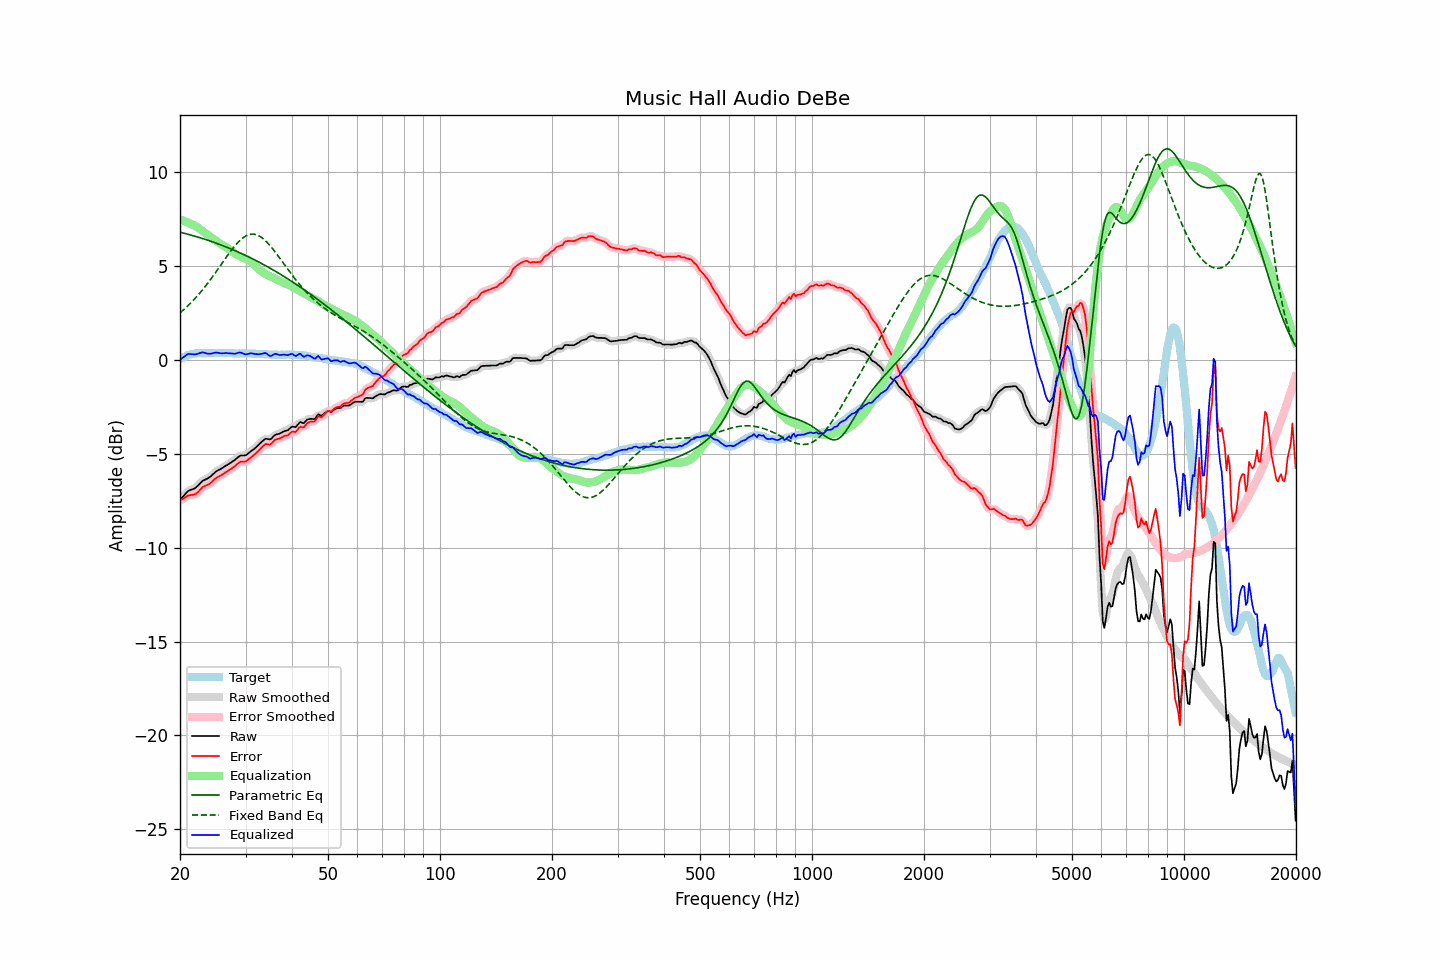 Music Hall Audio DeBe
Amplitude (dBr)
10
5
0
−5
−10
−15
−20
−25
Target
Raw Smoothed
Error Smoothed
Raw
Error
Equalization
Parametric Eq
Fixed Band Eq
Equalized
20 50 100 200 500 1000 2000 5000 10000 20000
Frequency (Hz)